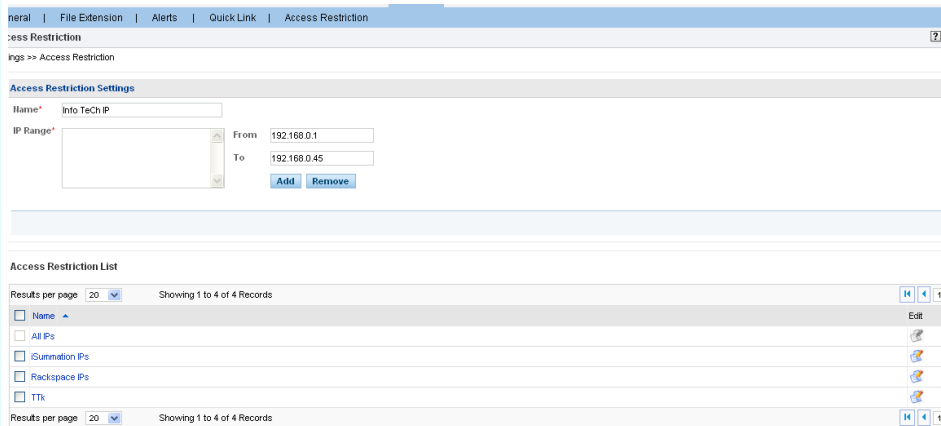 neral | File Extension | Alerts | Quick Link | Access Restriction
cess Restriction ?
ings >> Access Restriction
Access Restriction Settings
Name* Info TeCh IP
IP Range* From 192.168.0.1
To 192.168.0.45
Add Remove
Access Restriction List
Results per page 20 Showing 1 to 4 of 4 Records 1
Name Edit
All IPs
iSummation IPs
Rackspace IPs
TTk
Results per page 20 Showing 1 to 4 of 4 Records 1